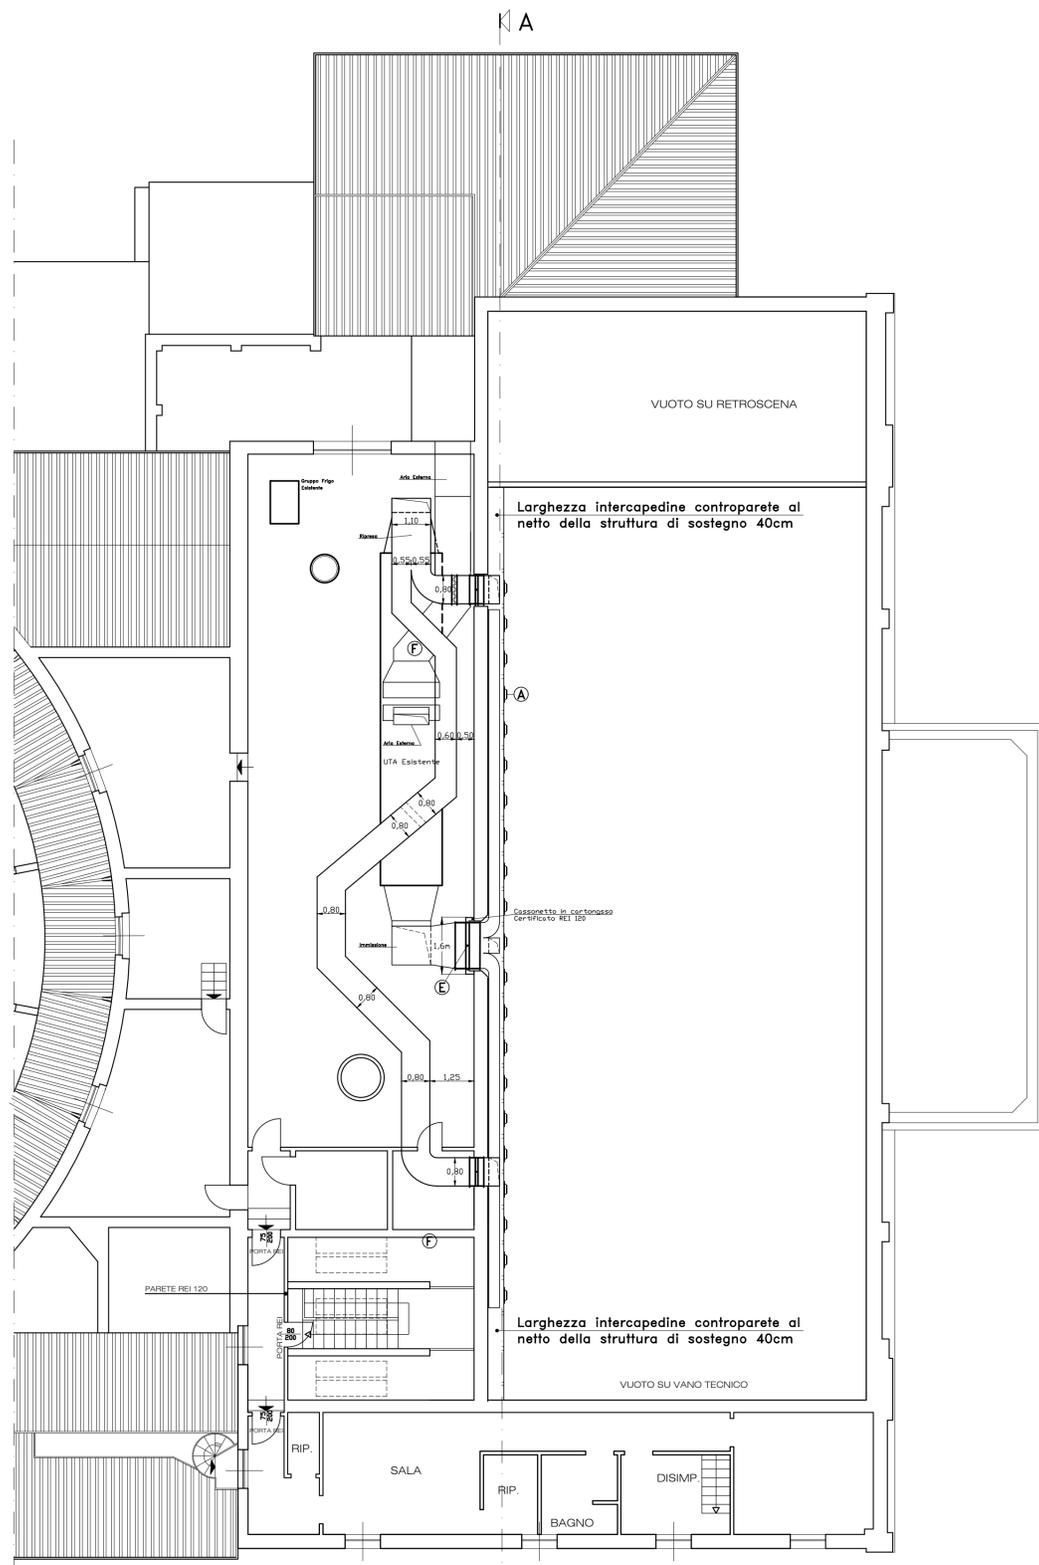 A
VUOTO SU RETROSCENA
Gruppo Frigo
Esistente
Aria Esterna
Larghezza intercapedine controparete al
netto della struttura di sostegno 40cm
1,10
Ripresa
0,55 0,55
0,80
F
A
0,60 0,50
Aria Esterna
UTA Esistente
0,80
0,80
0,80
Cassonetto in cartongesso
Certificato REI 120
Immissione
1,6m
E
0,80
0,80
1,25
0,80
75
200
PORTA REI
F
PARETE REI 120
PORTA REI
80
200
Larghezza intercapedine controparete al
netto della struttura di sostegno 40cm
VUOTO SU VANO TECNICO
75
200
PORTA REI
RIP.
SALA
RIP.
DISIMP.
BAGNO